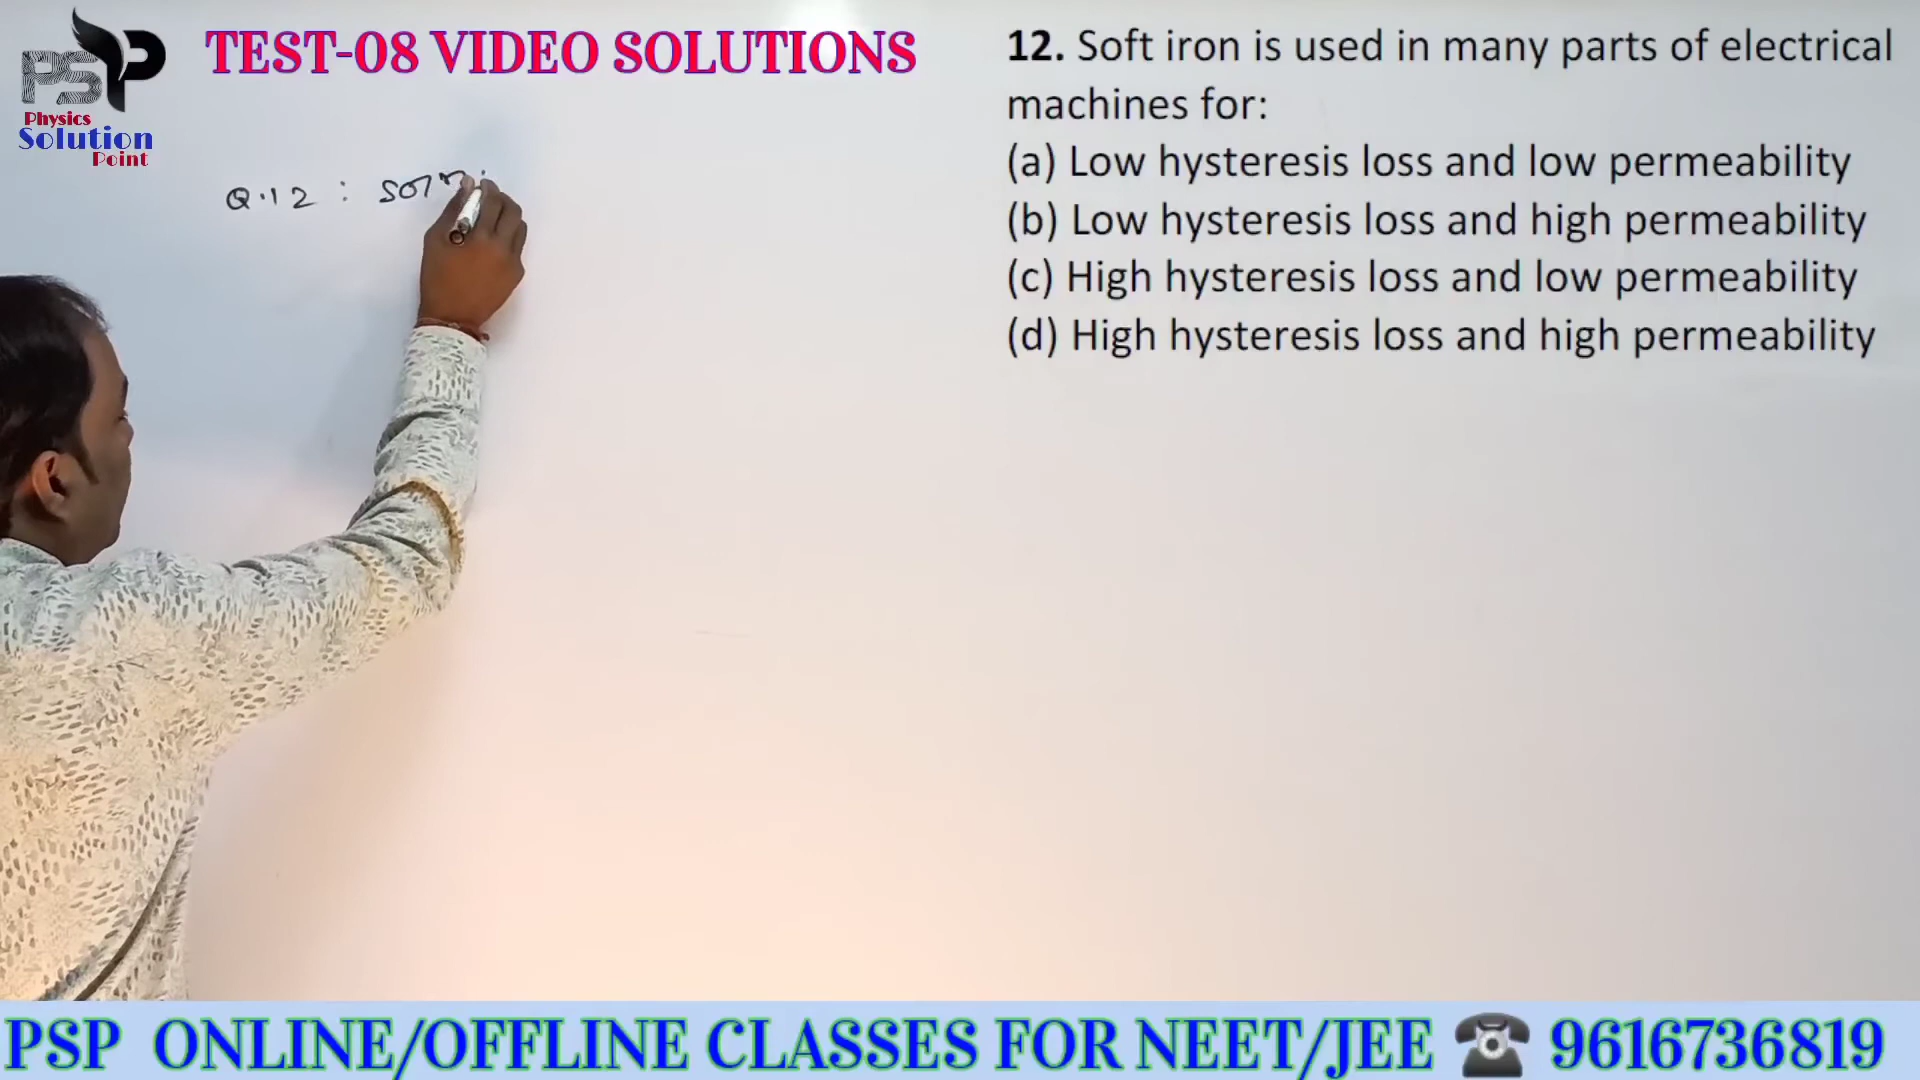 PSP
Physics
Solution
Point
TEST-08 VIDEO SOLUTIONS
Q.12 : Soln:
12. Soft iron is used in many parts of electrical
machines for:
(a) Low hysteresis loss and low permeability
(b) Low hysteresis loss and high permeability
(c) High hysteresis loss and low permeability
(d) High hysteresis loss and high permeability
PSP ONLINE/OFFLINE CLASSES FOR NEET/JEE ☎ 9616736819